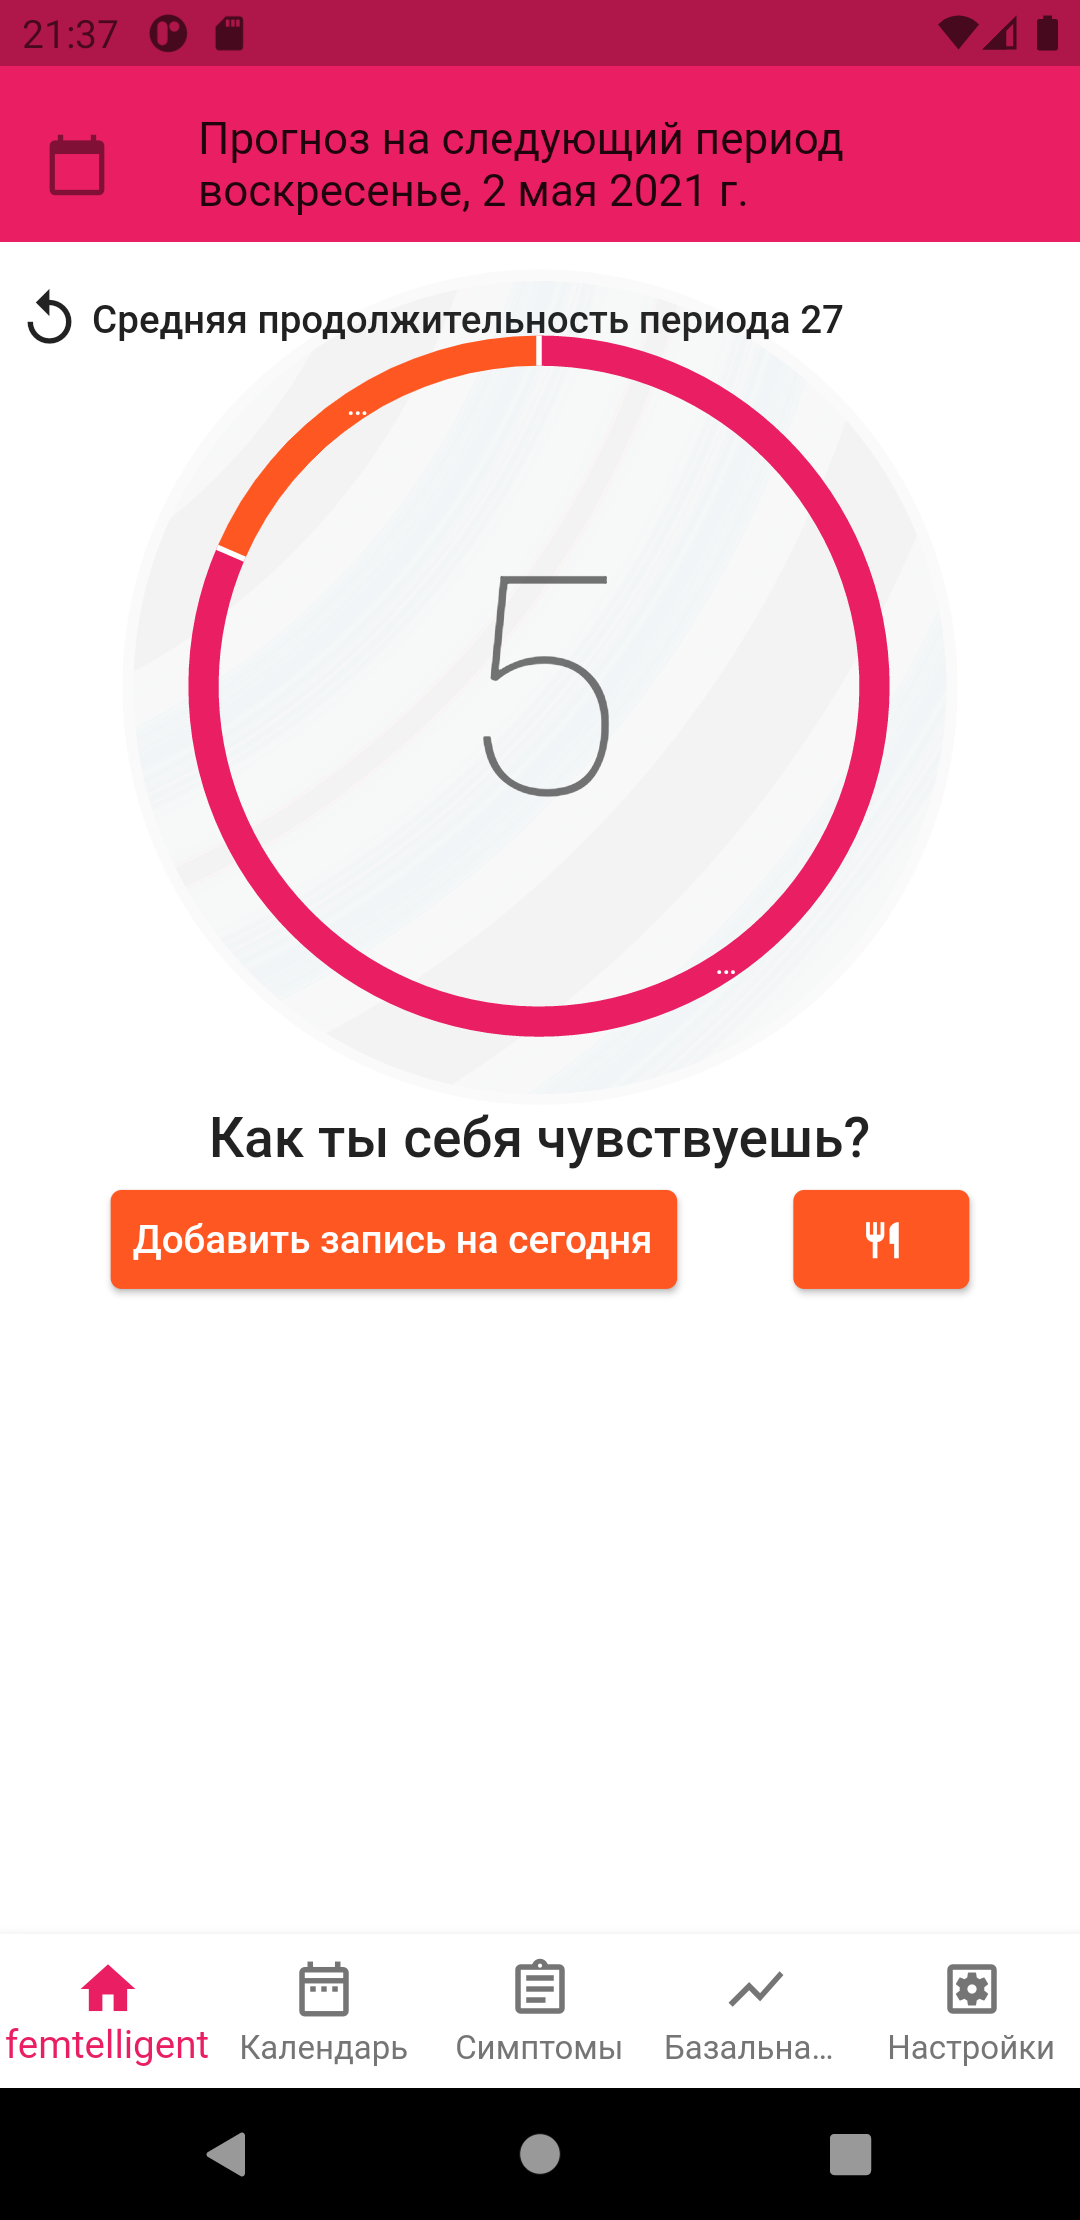 21:37
Прогноз на следующий период
воскресенье, 2 мая 2021 г.
Средняя продолжительность периода 27
...
5
...
Как ты себя чувствуешь?
Добавить запись на сегодня
femtelligent
Календарь
Симптомы
Базальна...
Настройки